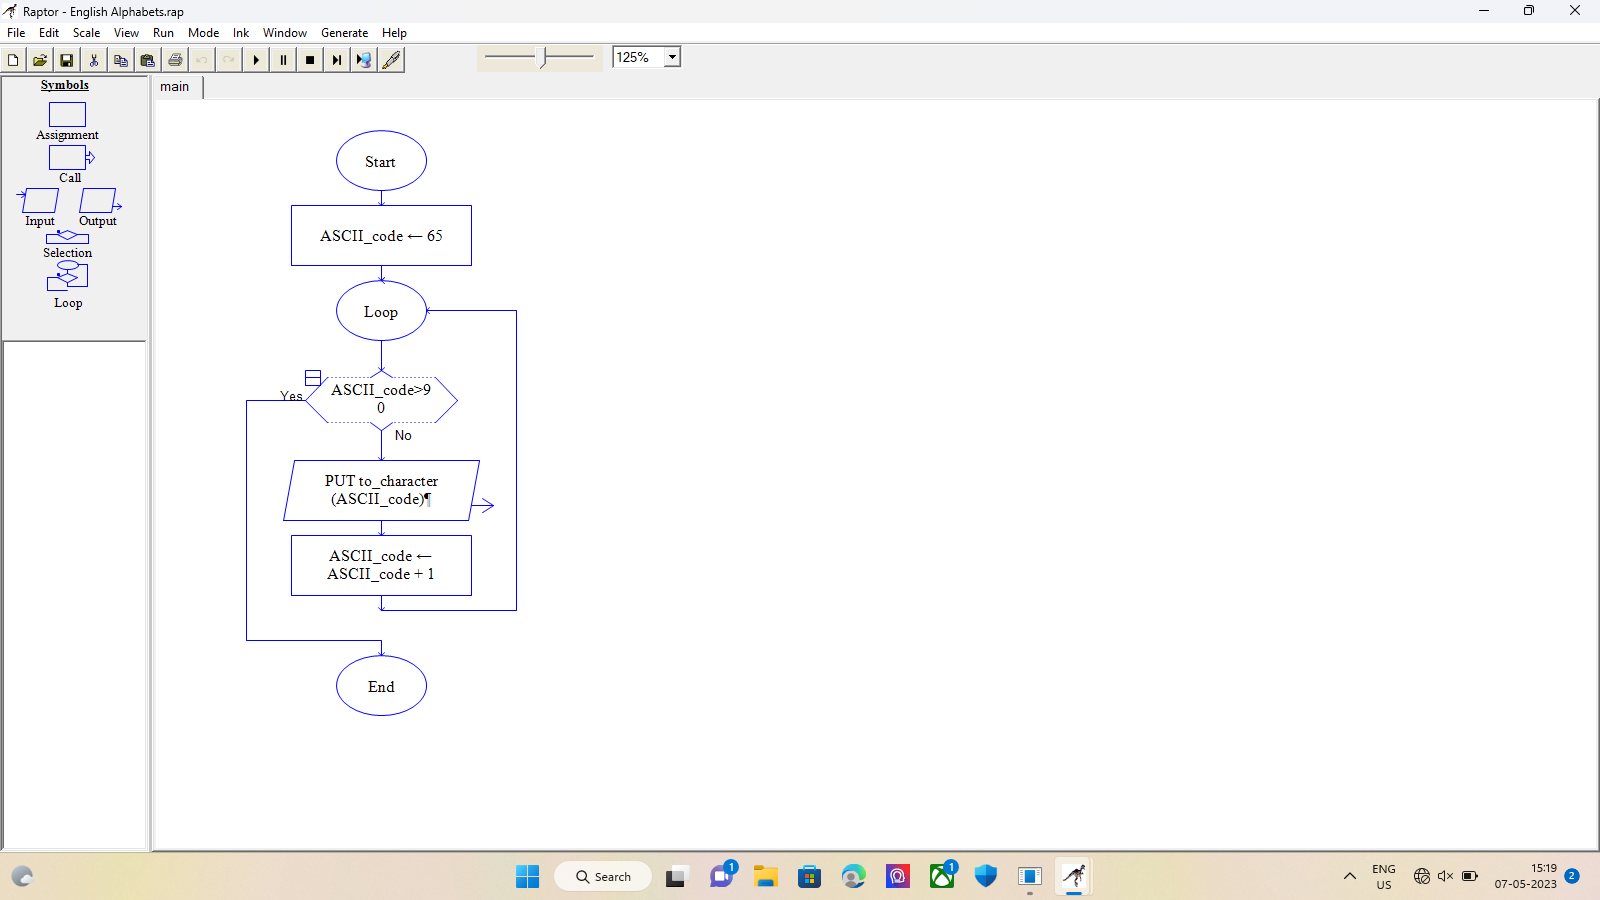 Raptor - English Alphabets.rap
File Edit Scale View Run Mode Ink Window Generate Help
125%
Symbols
Assignment
Call
Input Output
Selection
Loop
main
Start
ASCII_code ← 65
Loop
ASCII_code>9
0
Yes
No
PUT to_character
(ASCII_code)¶
ASCII_code ←
ASCII_code + 1
End
Search
1
1
ENG
US
15:19
07-05-2023
2